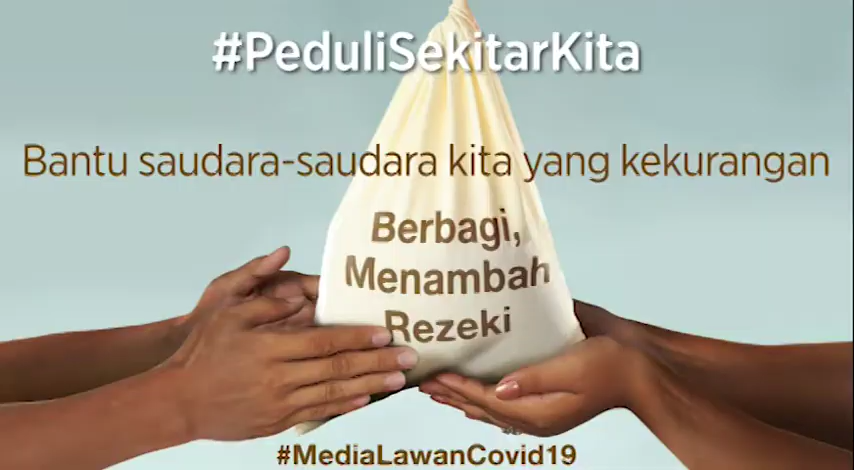 #PeduliSekitarKita
Bantu saudara-saudara kita yang kekurangan
Berbagi,
Menambah
Rezeki
#MediaLawanCovid19